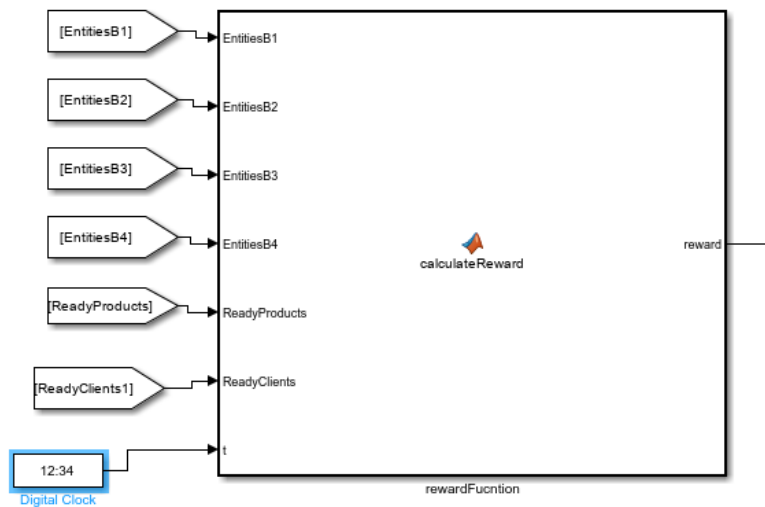 [EntitiesB1]
EntitiesB1
[EntitiesB2]
EntitiesB2
[EntitiesB3]
EntitiesB3
[EntitiesB4]
EntitiesB4
reward
calculateReward
[ReadyProducts]
ReadyProducts
[ReadyClients1]
ReadyClients
t
12:34
Digital Clock
rewardFucntion